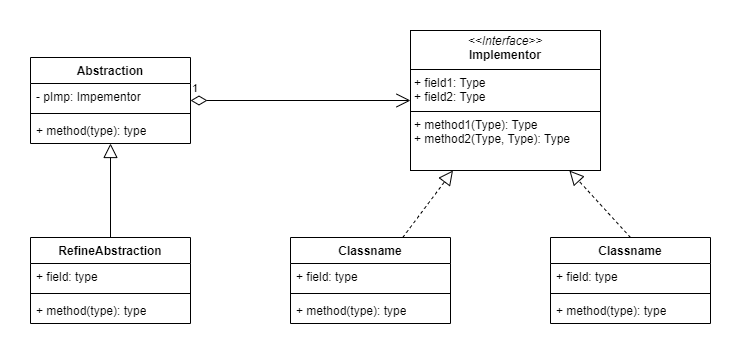 Abstraction
- pImp: Impementor
+ method(type): type
1
<<Interface>>
Implementor
+ field1: Type
+ field2: Type
+ method1(Type): Type
+ method2(Type, Type): Type
RefineAbstraction
+ field: type
+ method(type): type
Classname
+ field: type
+ method(type): type
Classname
+ field: type
+ method(type): type